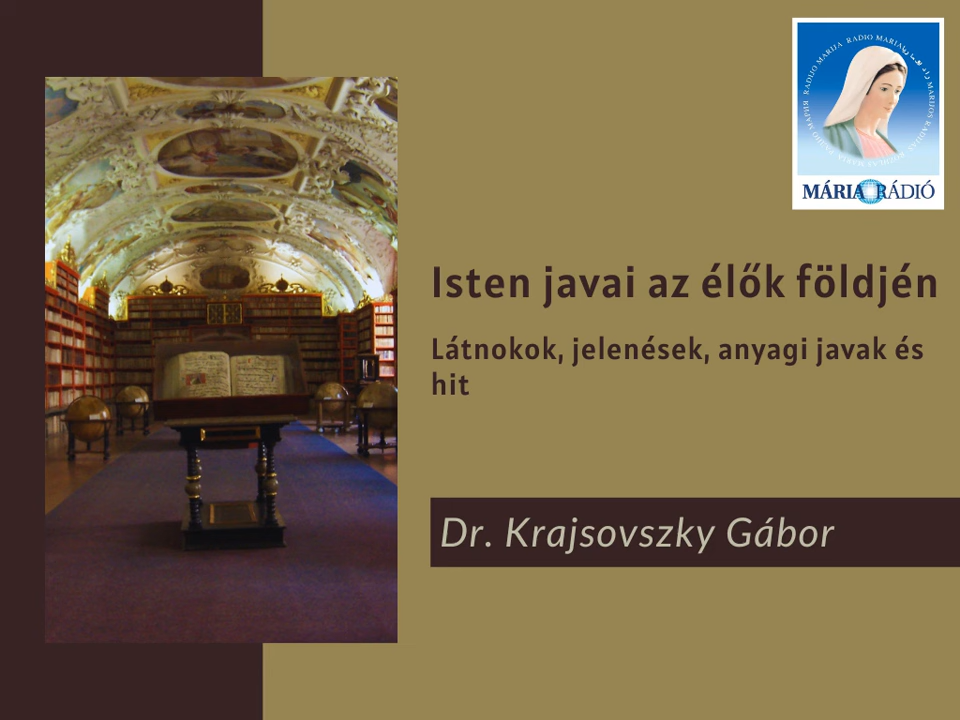 MÁRIA RÁDIÓ
Isten javai az élők földjén
Látnokok, jelenések, anyagi javak és
hit
Dr. Krajsovszky Gábor